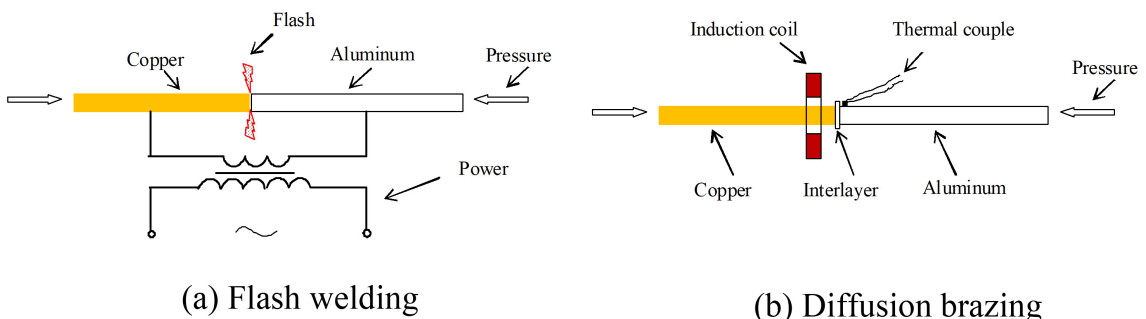 Flash
Copper
Aluminum
Pressure
Power
(a) Flash welding
Induction coil
Thermal couple
Pressure
Copper
Interlayer
Aluminum
(b) Diffusion brazing